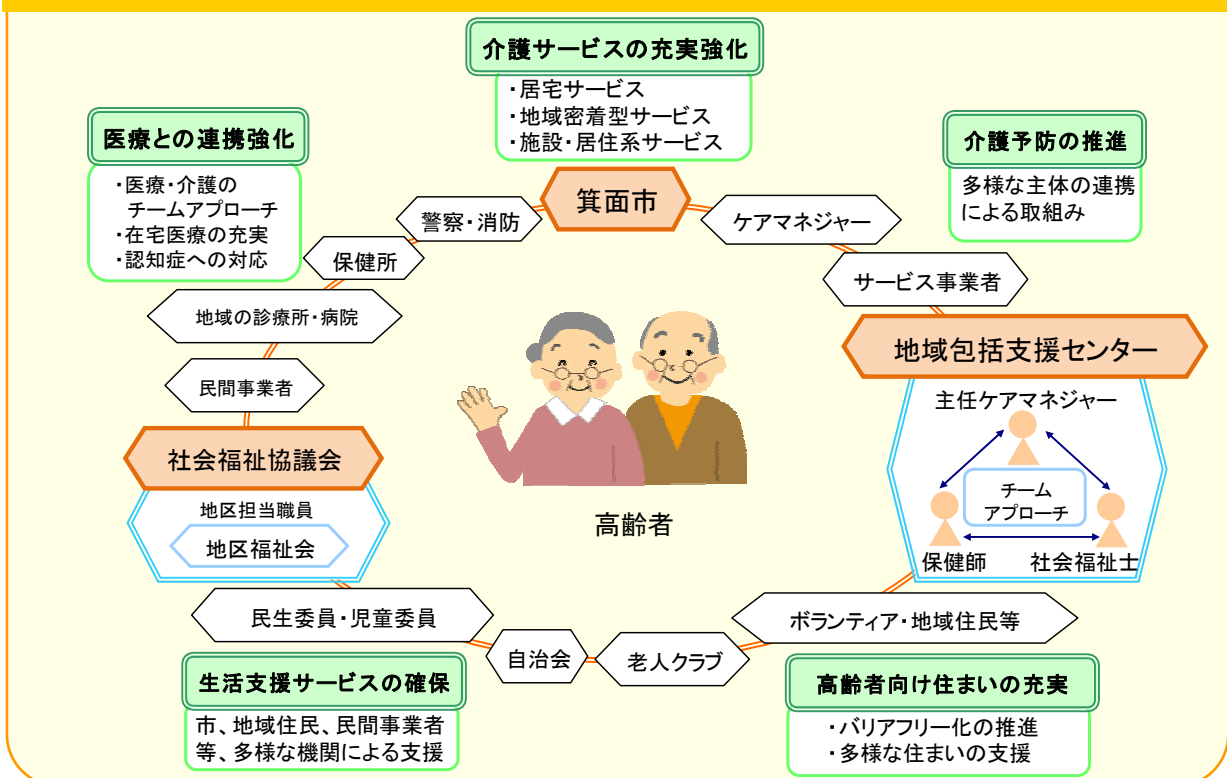 介護サービスの充実強化
・居宅サービス
・地域密着型サービス
・施設・居住系サービス
医療との連携強化
・医療・介護の
チームアプローチ
・在宅医療の充実
・認知症への対応
介護予防の推進
多様な主体の連携
による取組み
箕面市
警察・消防
ケアマネジャー
保健所
サービス事業者
地域の診療所・病院
地域包括支援センター
民間事業者
主任ケアマネジャー
チーム
アプローチ
保健師
社会福祉士
社会福祉協議会
地区担当職員
地区福祉会
高齢者
民生委員・児童委員
自治会
老人クラブ
ボランティア・地域住民等
生活支援サービスの確保
市、地域住民、民間事業者
等、多様な機関による支援
高齢者向け住まいの充実
・バリアフリー化の推進
・多様な住まいの支援